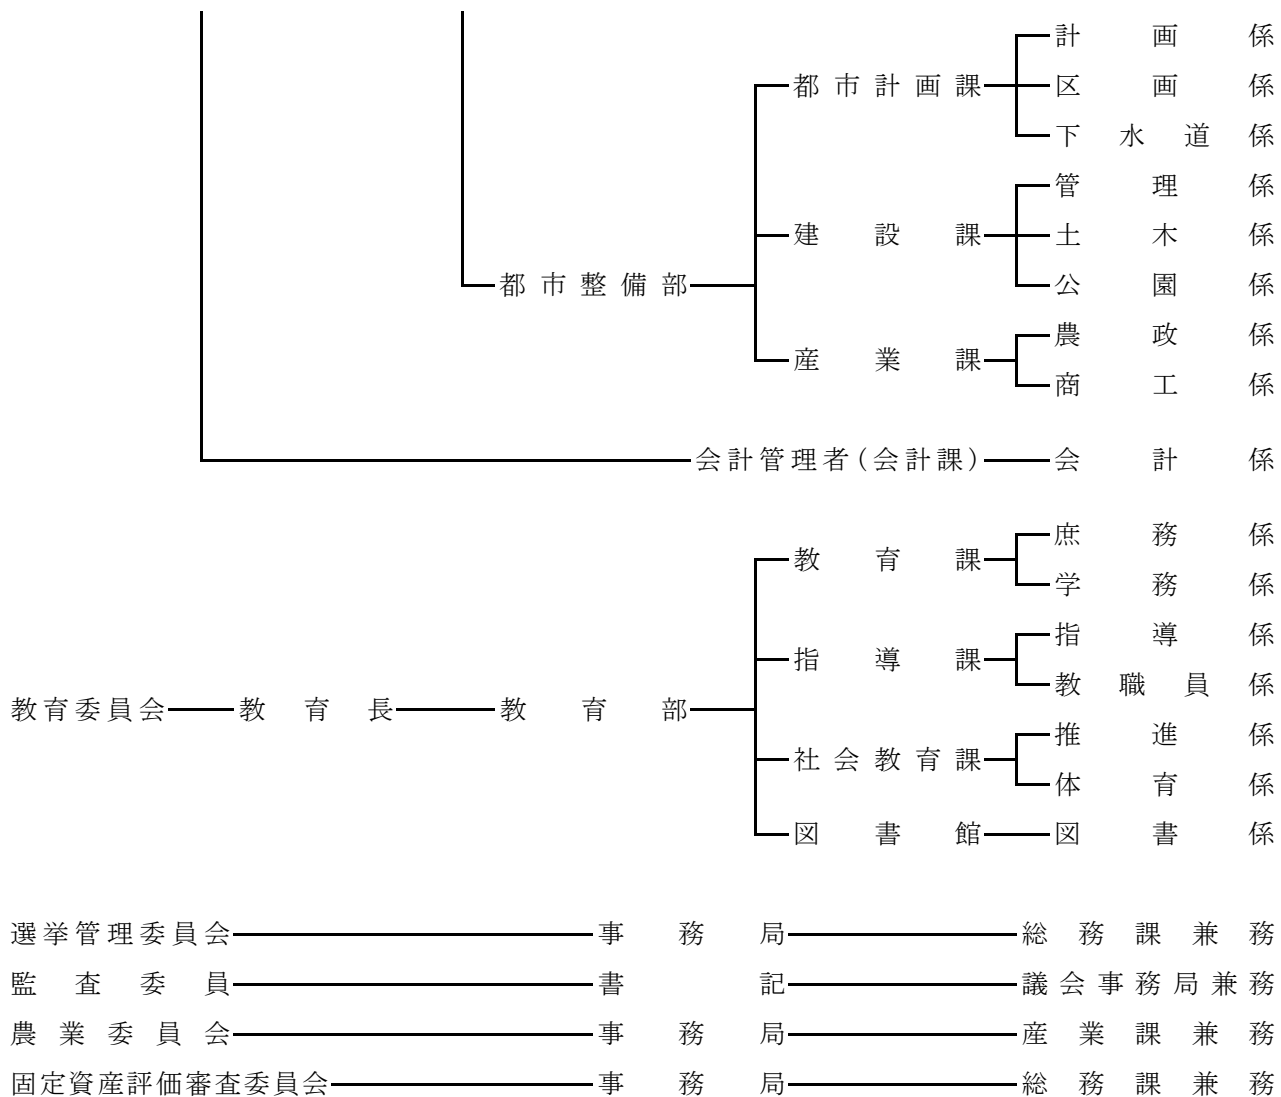 計画係
都市計画課 区画係
下水道係
管理係
建設課 土木係
都市整備部 公園係
農政係
産業課
商工係
会計管理者(会計課) 会計係
庶務係
教育課
学務係
指導係
指導課
教職員係
教育委員会 教育長 教育部
推進係
社会教育課
体育係
図書館 図書係
選挙管理委員会 事務局 総務課兼務
監査委員 書記 議会事務局兼務
農業委員会 事務局 産業課兼務
固定資産評価審査委員会 事務局 総務課兼務